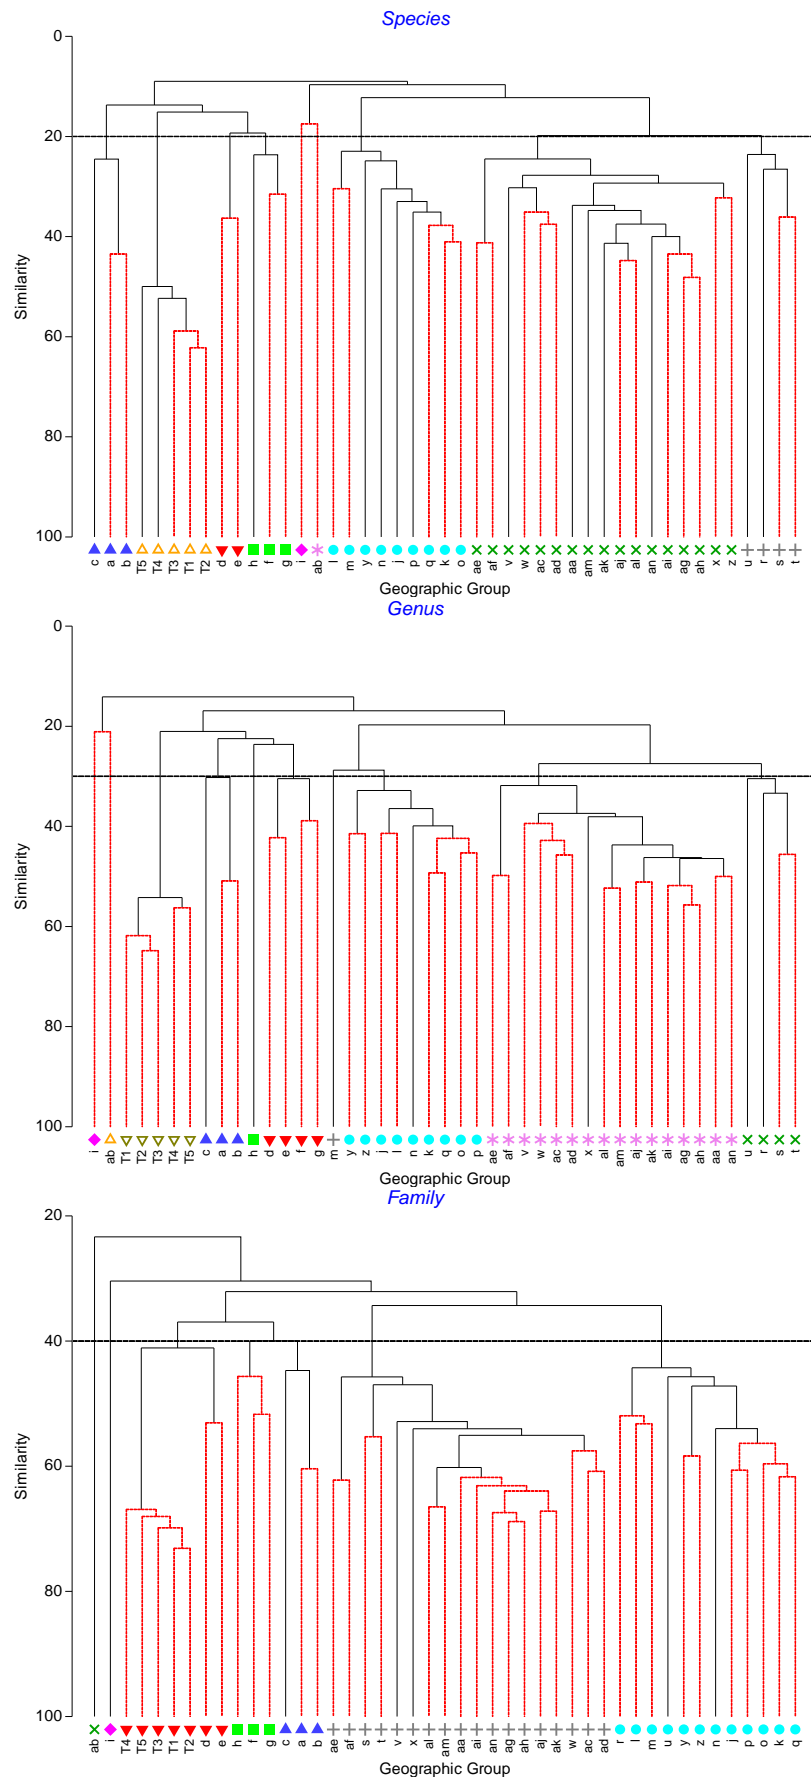 Species
0
20
40
60
80
100
Similarity
c a b T5 T4 T3 T1 T2 d e h f g i ab l m y n j p q k o ae af v w ac ad aa am ak aj al an ai ag ah x z u r s t
Geographic Group
Genus
0
20
40
60
80
100
Similarity
i ab T1 T2 T3 T4 T5 c a b h d e f g m y z j l n k q o p ae af v w ac ad x al am aj ak ai ag ah aa an u r s t
Geographic Group
Family
20
40
60
80
100
Similarity
ab i T4 T5 T3 T1 T2 d e h f g c a b ae af s t v x al am aa ai an ag ah aj ak w ac ad r l m u y z n j p o k q
Geographic Group